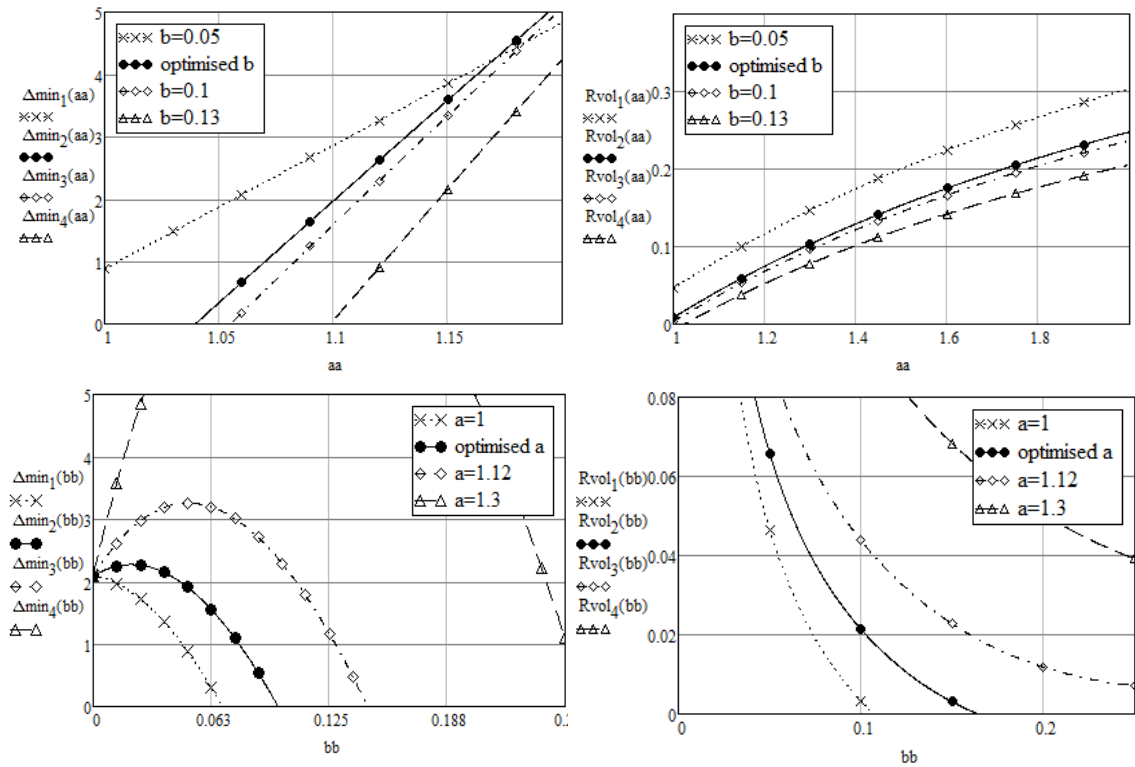 5
4
3
2
1
0
Δmin1(aa)
Δmin2(aa)
Δmin3(aa)
Δmin4(aa)
b=0.05
optimised b
b=0.1
b=0.13
1
1.05
1.1
1.15
aa
0.3
0.2
0.1
0
Rvol1(aa)
Rvol2(aa)
Rvol3(aa)
Rvol4(aa)
b=0.05
optimised b
b=0.1
b=0.13
1
1.2
1.4
1.6
1.8
aa
5
4
3
2
1
0
Δmin1(bb)
Δmin2(bb)
Δmin3(bb)
Δmin4(bb)
a=1
optimised a
a=1.12
a=1.3
0
0.063
0.125
0.188
bb
0.08
0.06
0.04
0.02
0
Rvol1(bb)
Rvol2(bb)
Rvol3(bb)
Rvol4(bb)
a=1
optimised a
a=1.12
a=1.3
0
0.1
0.2
bb